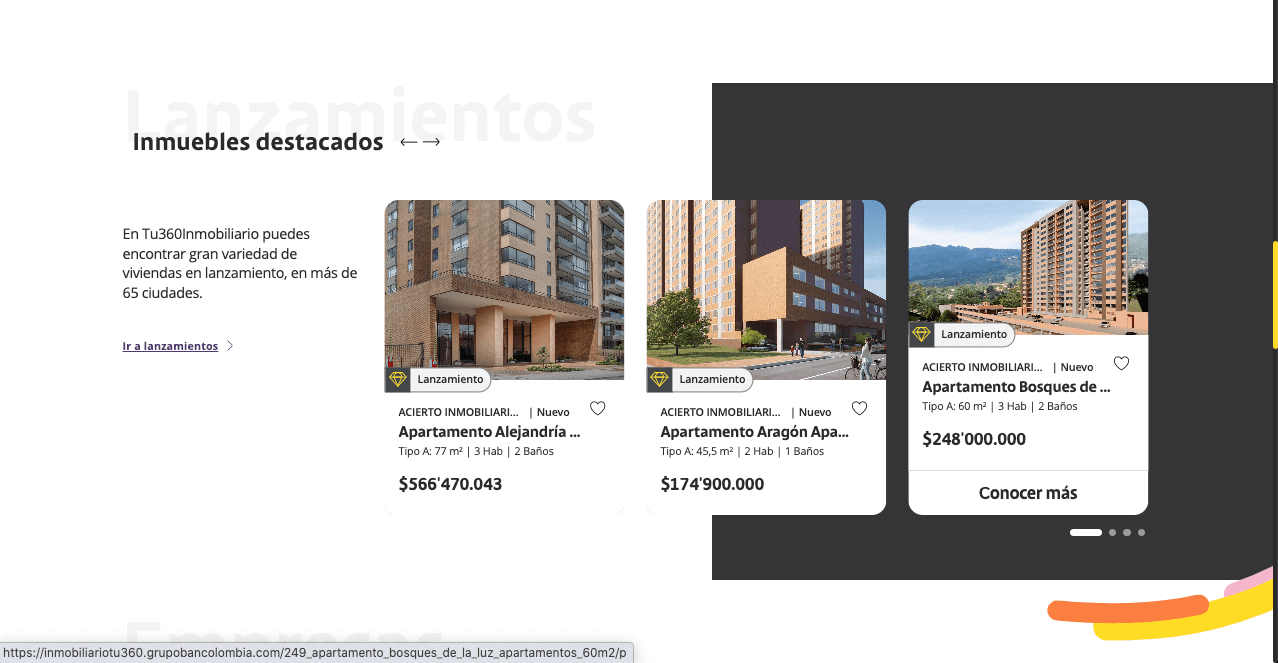 Lanzamientos
Inmuebles destacados
En Tu360Inmobiliario puedes
encontrar gran variedad de
viviendas en lanzamiento, en más de
65 ciudades.
Ir a lanzamientos
Lanzamiento
ACIERTO INMOBILIARI... | Nuevo
Apartamento Alejandría ...
Tipo A: 77 m² | 3 Hab | 2 Baños
$566'470.043
Lanzamiento
ACIERTO INMOBILIARI... | Nuevo
Apartamento Aragón Apa...
Tipo A: 45,5 m² | 2 Hab | 1 Baños
$174'900.000
Lanzamiento
ACIERTO INMOBILIARI... | Nuevo
Apartamento Bosques de ...
Tipo A: 60 m² | 3 Hab | 2 Baños
$248'000.000
Conocer más
Empresas
https://inmobiliariotu360.grupobancolombia.com/249_apartamento_bosques_de_la_luz_apartamentos_60m2/p